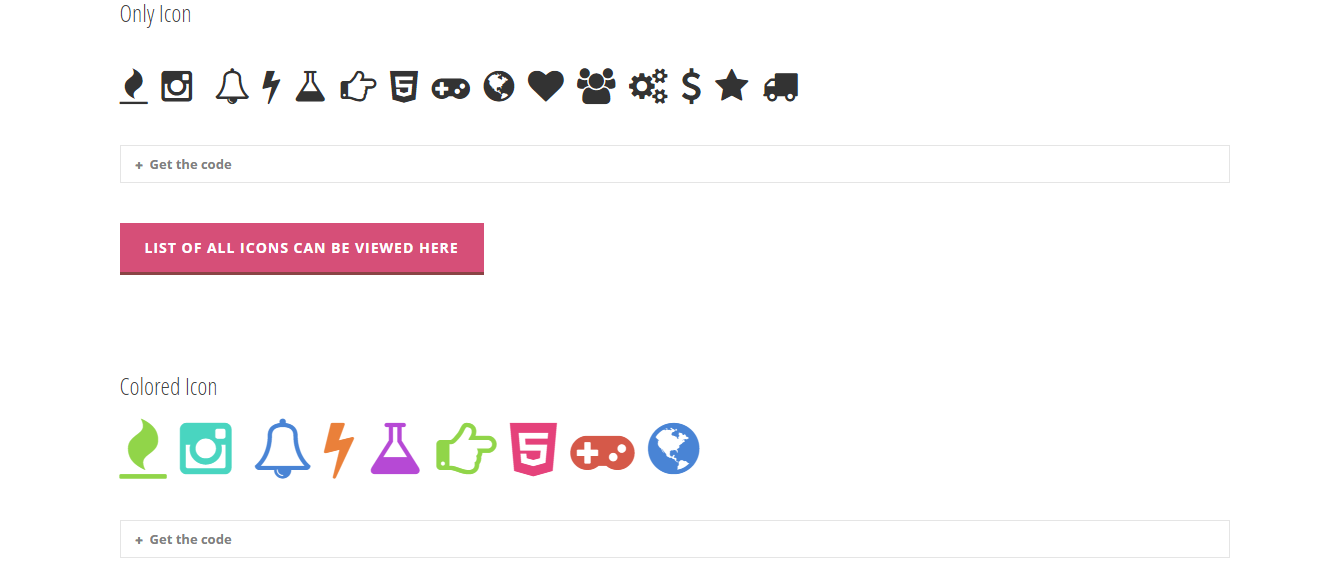 Only Icon
+ Get the code
LIST OF ALL ICONS CAN BE VIEWED HERE
Colored Icon
+ Get the code